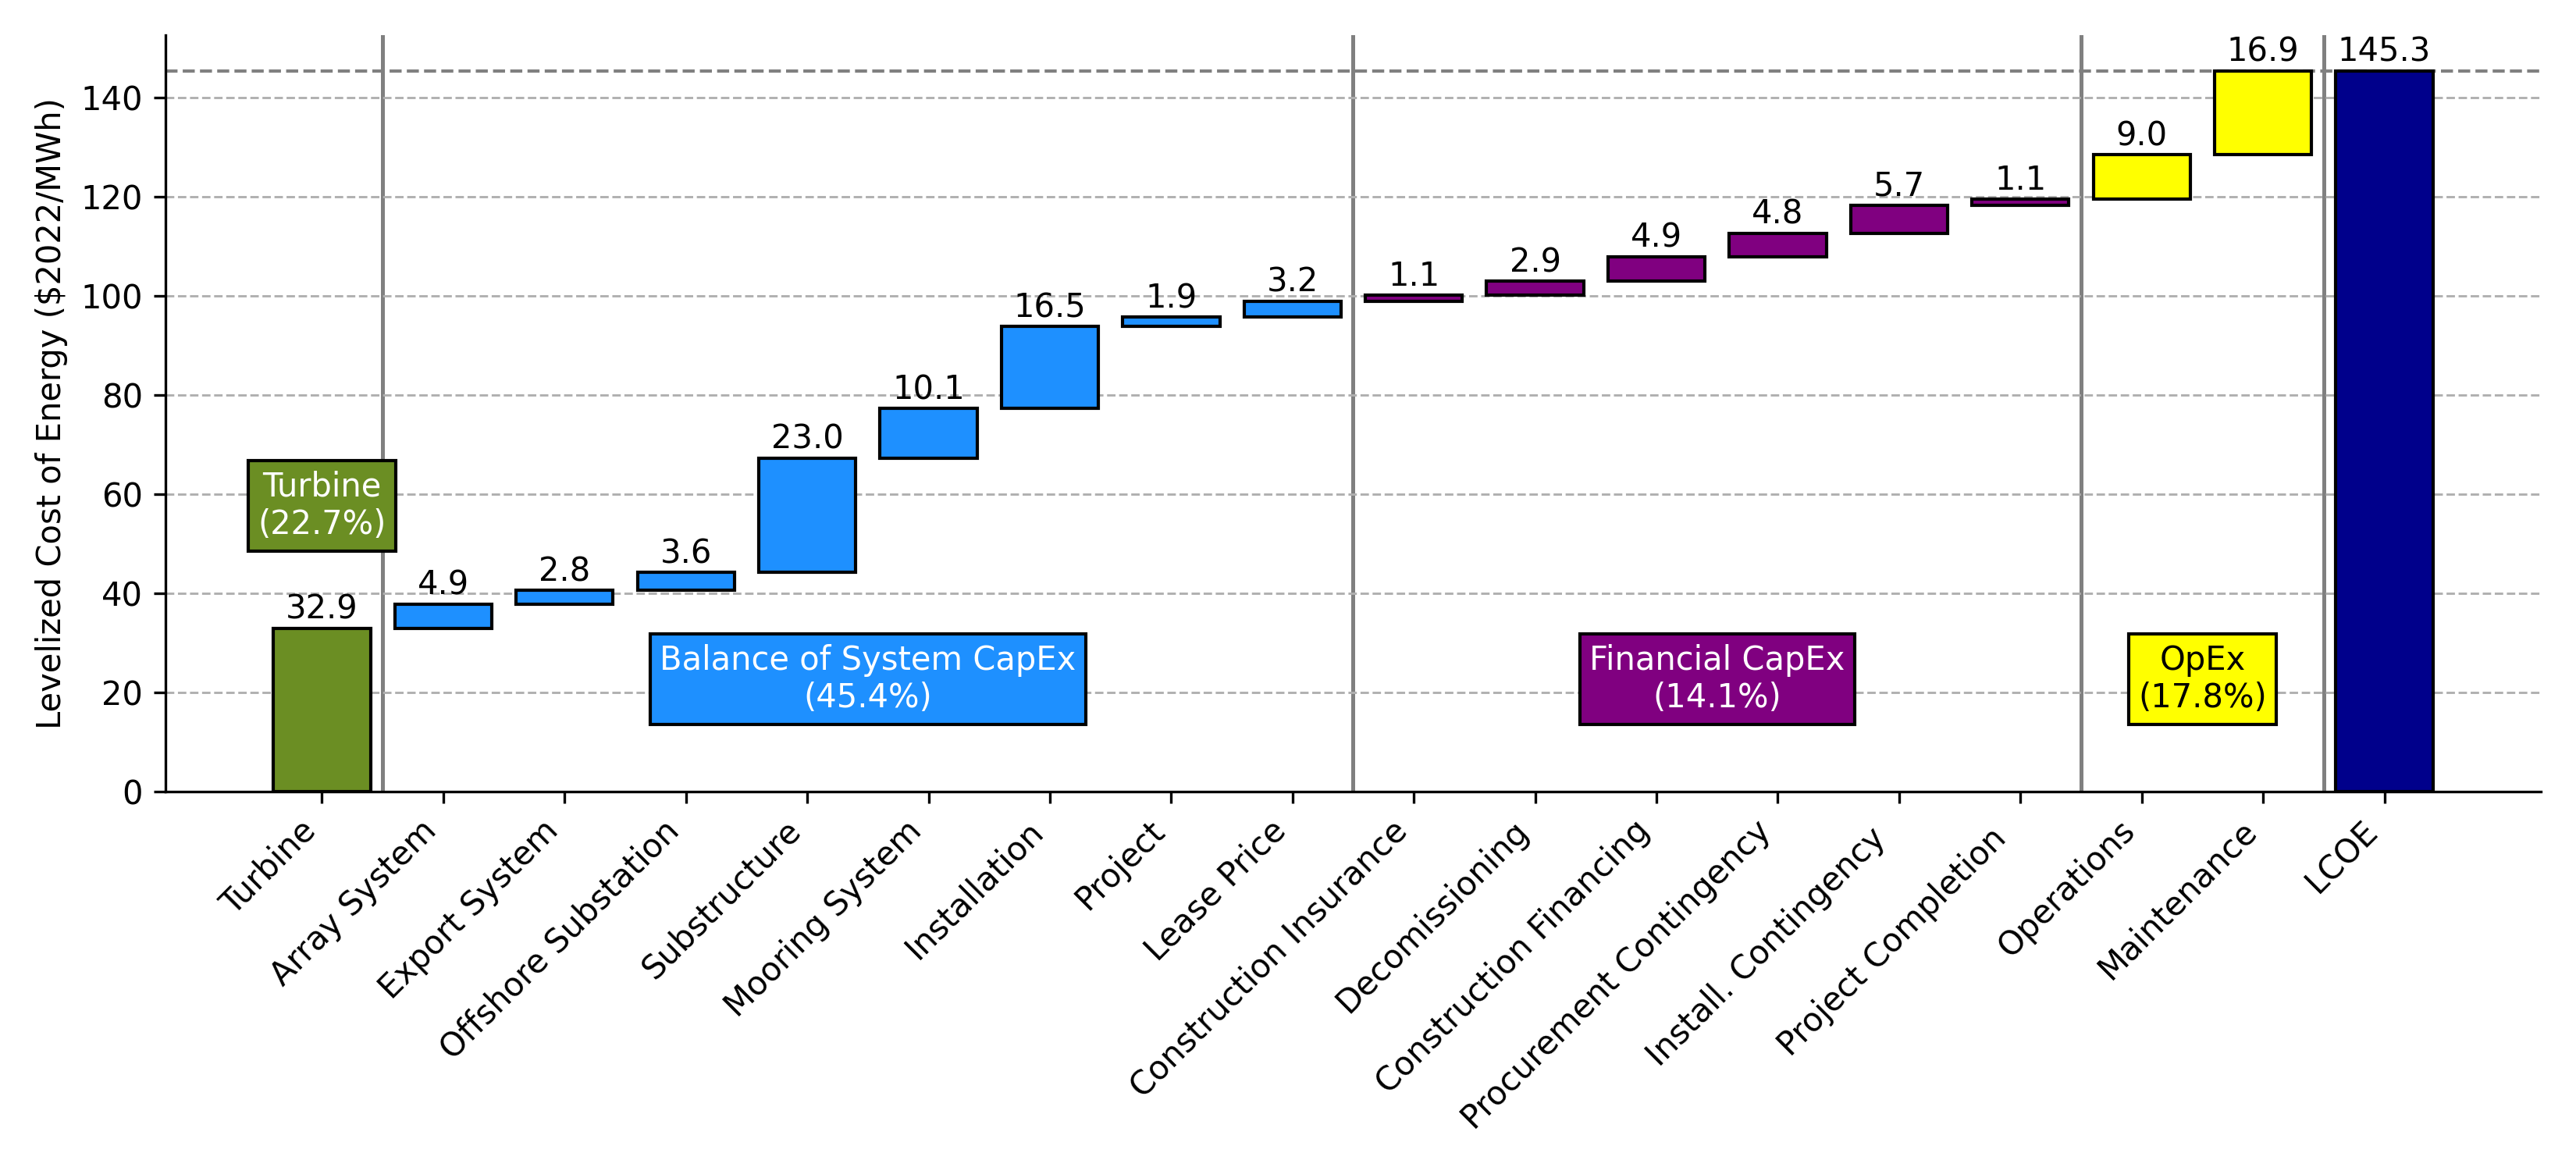 Levelized Cost of Energy ($2022/MWh)
140
120
100
80
60
40
20
0
32.9
4.9
2.8
3.6
23.0
10.1
16.5
1.9
3.2
1.1
2.9
4.9
4.8
5.7
1.1
9.0
16.9
145.3
Turbine
(22.7%)
Balance of System CapEx
(45.4%)
Financial CapEx
(14.1%)
OpEx
(17.8%)
Turbine
Array System
Export System
Offshore Substation
Substructure
Mooring System
Installation
Project
Lease Price
Construction Insurance
Decomissioning
Construction Financing
Procurement Contingency
Install. Contingency
Project Completion
Operations
Maintenance
LCOE